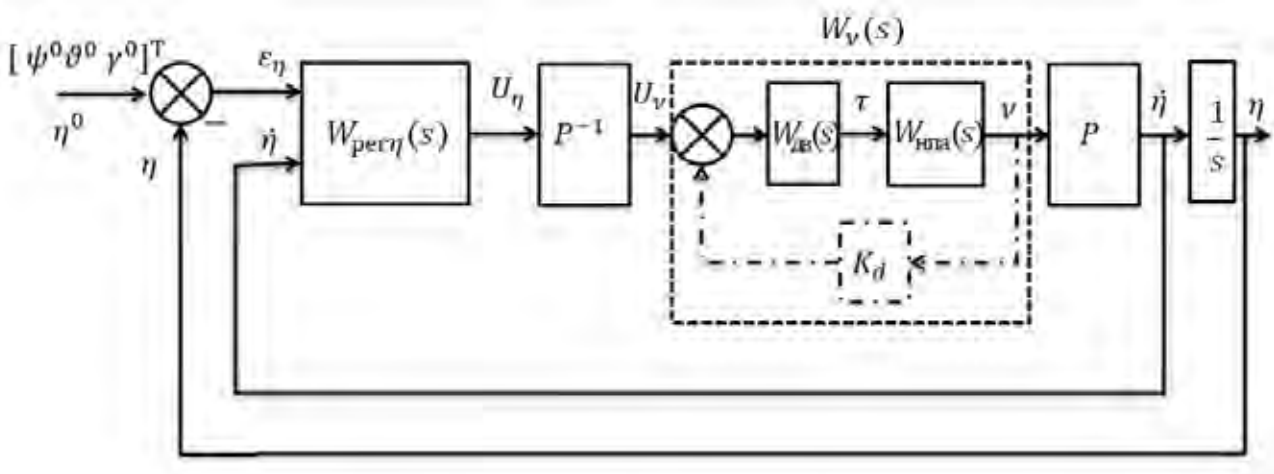 W_ν(s)
[ψ⁰ϑ⁰ γ⁰]ᵀ
ε_η
η⁰
−
η
η̇
W_регη(s)
U_η
P⁻¹
U_ν
W_дв(s)
τ
W_нпа(s)
ν
P
η̇
1
s
η
K_d